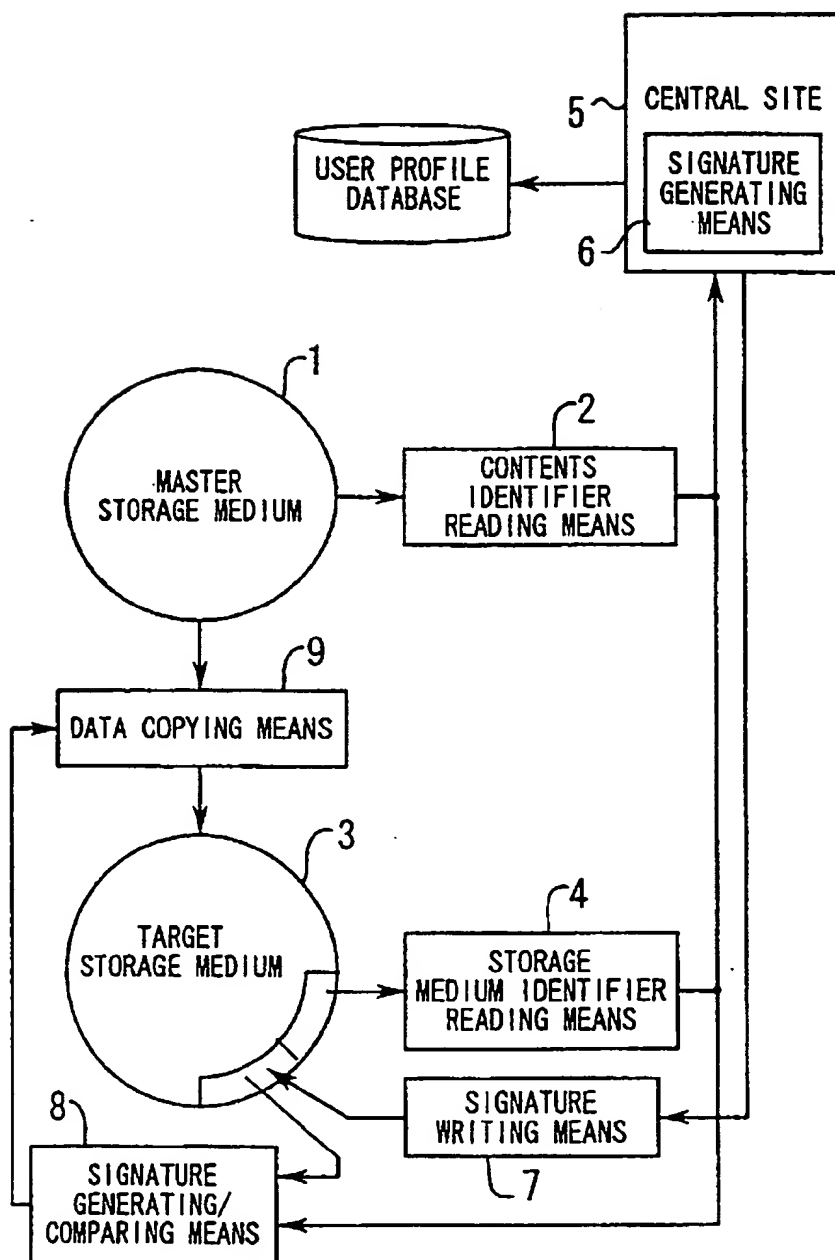 5
CENTRAL SITE
USER PROFILE
DATABASE
SIGNATURE
GENERATING
MEANS
6
1
MASTER
STORAGE MEDIUM
2
CONTENTS
IDENTIFIER
READING MEANS
9
DATA COPYING MEANS
3
TARGET
STORAGE MEDIUM
4
STORAGE
MEDIUM IDENTIFIER
READING MEANS
SIGNATURE
WRITING MEANS
7
8
SIGNATURE
GENERATING/
COMPARING MEANS